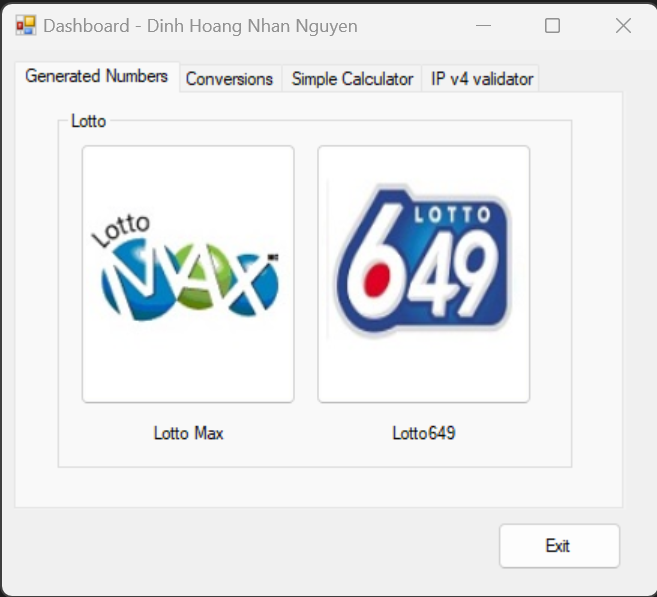 Dashboard - Dinh Hoang Nhan Nguyen
Generated Numbers Conversions Simple Calculator IP v4 validator
Lotto
Lotto
MAX
LOTTO
649
Lotto Max Lotto649
Exit